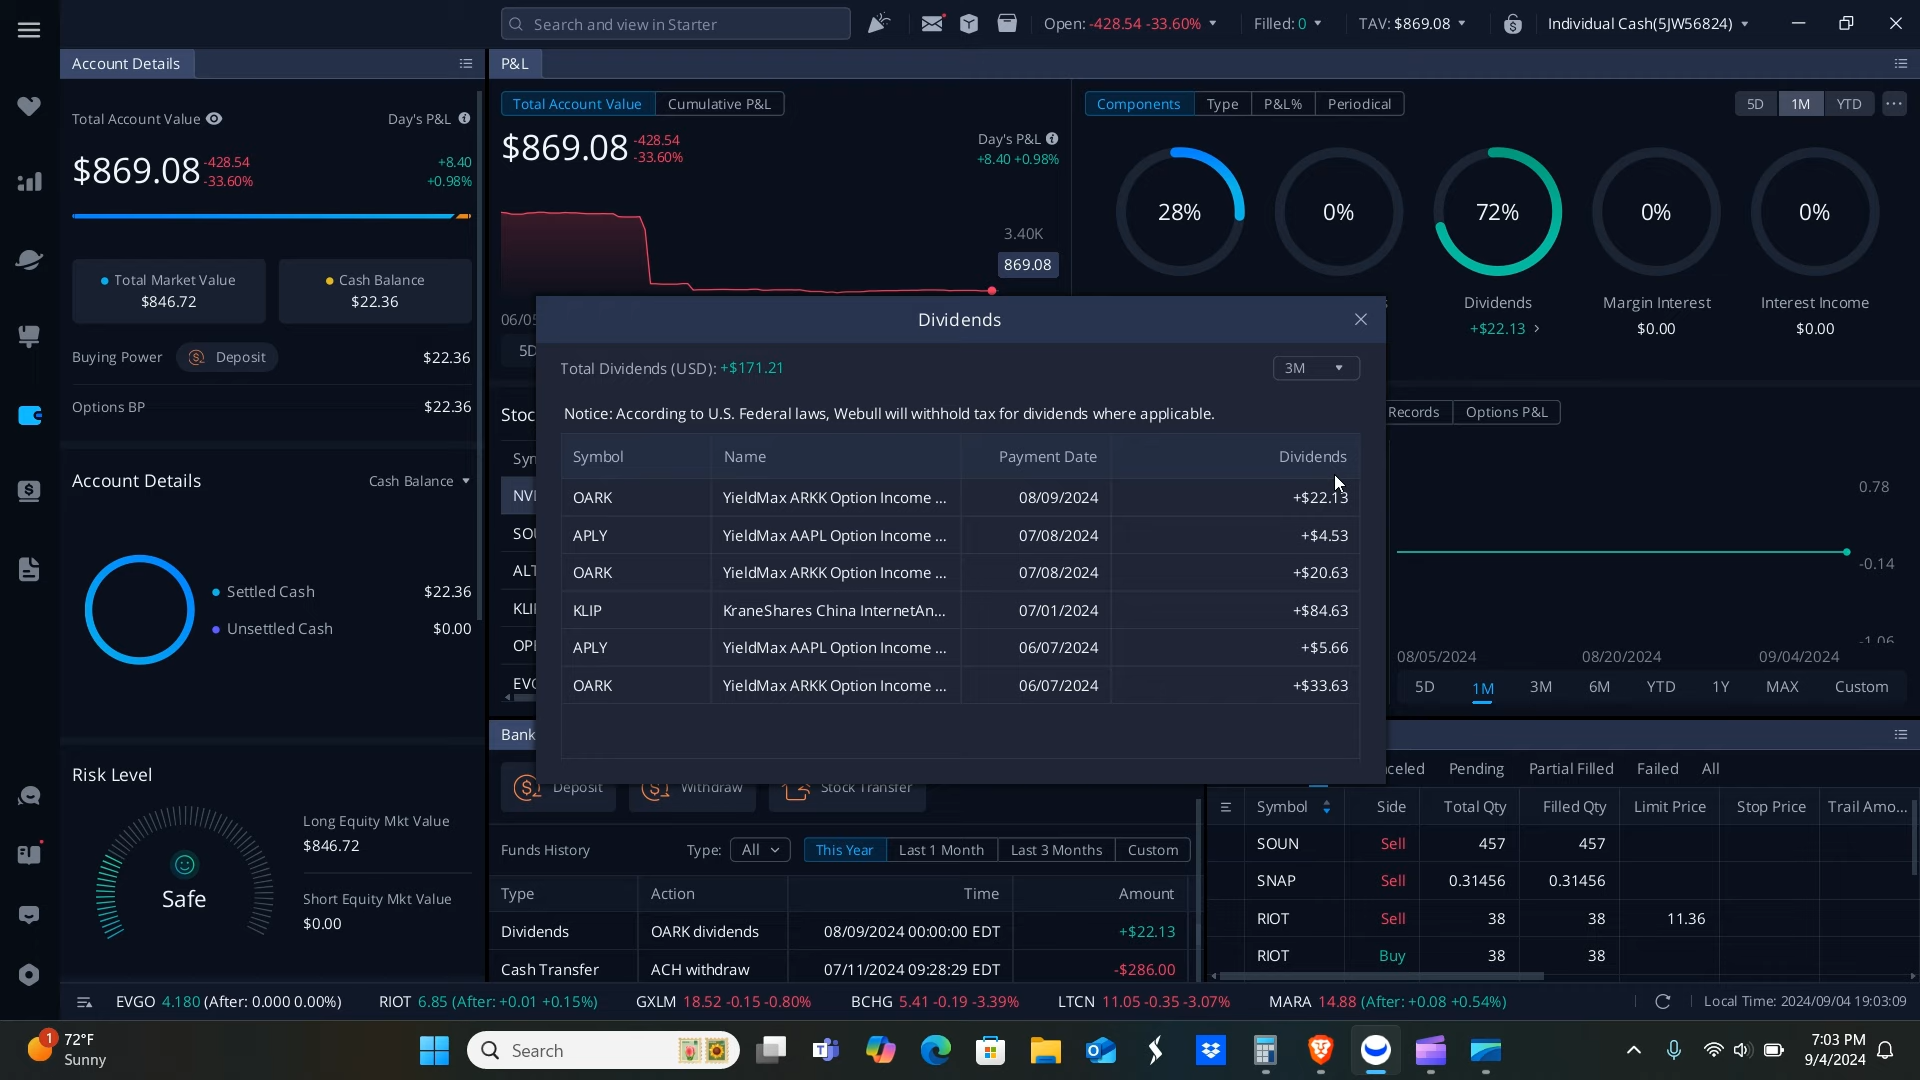 Search and view in Starter
Open: -428.54 -33.60%
Filled: 0
TAV: $869.08
Individual Cash(5JW56824)
Account Details
P&L
Total Account Value
Day's P&L
$869.08
-428.54
-33.60%
+8.40
+0.98%
Total Market Value
$846.72
Cash Balance
$22.36
Buying Power
Deposit
$22.36
Options BP
$22.36
Account Details
Cash Balance
Settled Cash
$22.36
Unsettled Cash
$0.00
Risk Level
Safe
Long Equity Mkt Value
$846.72
Short Equity Mkt Value
$0.00
Total Account Value
Cumulative P&L
$869.08
-428.54
-33.60%
Day's P&L
+8.40 +0.98%
3.40K
869.08
06/05
5D
Components
Type
P&L%
Periodical
5D
1M
YTD
28%
0%
72%
0%
0%
Dividends
+$22.13
Margin Interest
$0.00
Interest Income
$0.00
Dividends
Total Dividends (USD): +$171.21
3M
Notice: According to U.S. Federal laws, Webull will withhold tax for dividends where applicable.
Symbol Name Payment Date Dividends
OARK YieldMax ARKK Option Income ... 08/09/2024 +$22.13
APLY YieldMax AAPL Option Income ... 07/08/2024 +$4.53
OARK YieldMax ARKK Option Income ... 07/08/2024 +$20.63
KLIP KraneShares China InternetAn... 07/01/2024 +$84.63
APLY YieldMax AAPL Option Income ... 06/07/2024 +$5.66
OARK YieldMax ARKK Option Income ... 06/07/2024 +$33.63
Records
Options P&L
0.78
-0.14
-1.06
08/05/2024
08/20/2024
09/04/2024
5D 1M 3M 6M YTD 1Y MAX Custom
Bank
Deposit
Withdraw
Stock Transfer
Funds History
Type:
All
This Year
Last 1 Month
Last 3 Months
Custom
Type Action Time Amount
Dividends OARK dividends 08/09/2024 00:00:00 EDT +$22.13
Cash Transfer ACH withdraw 07/11/2024 09:28:29 EDT -$286.00
Pending
Partial Filled
Failed
All
Symbol Side Total Qty Filled Qty Limit Price Stop Price Trail Amo...
SOUN Sell 457 457
SNAP Sell 0.31456 0.31456
RIOT Sell 38 38 11.36
RIOT Buy 38 38
EVGO 4.180 (After: 0.000 0.00%)
RIOT 6.85 (After: +0.01 +0.15%)
GXLM 18.52 -0.15 -0.80%
BCHG 5.41 -0.19 -3.39%
LTCN 11.05 -0.35 -3.07%
MARA 14.88 (After: +0.08 +0.54%)
Local Time: 2024/09/04 19:03:09
1
72°F
Sunny
Search
7:03 PM
9/4/2024